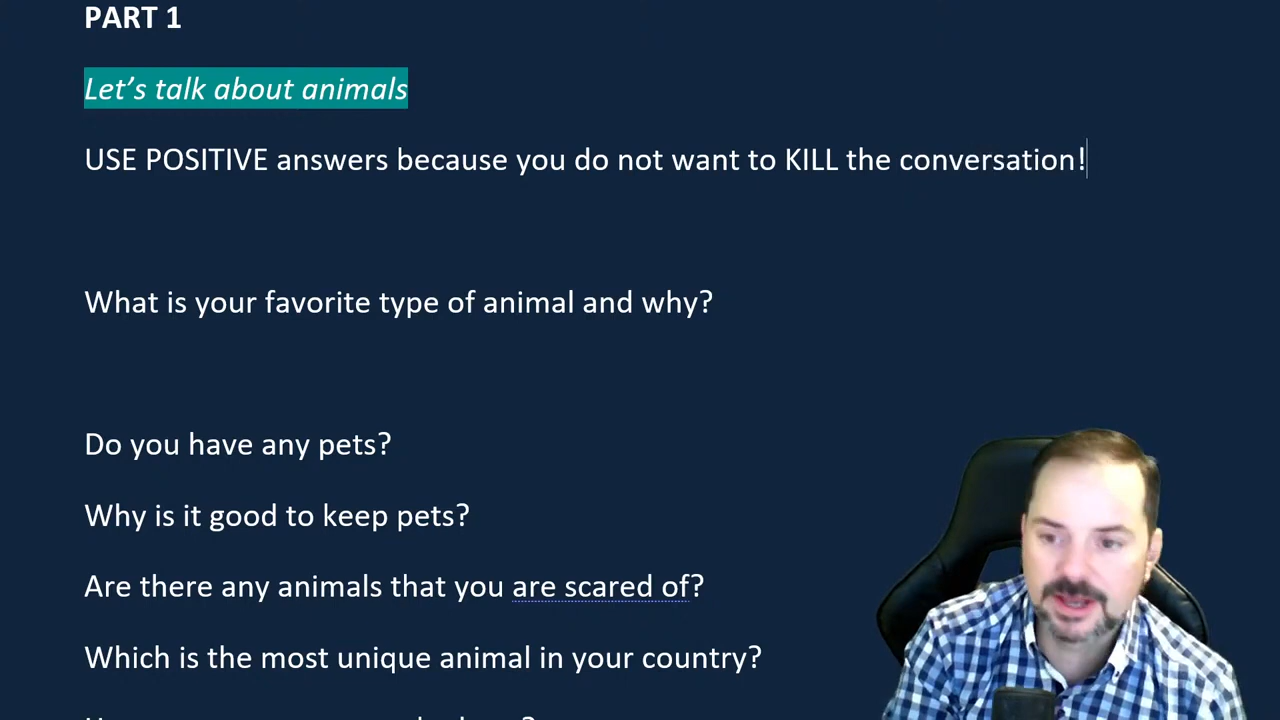 PART 1
Let’s talk about animals
USE POSITIVE answers because you do not want to KILL the conversation!
What is your favorite type of animal and why?
Do you have any pets?
Why is it good to keep pets?
Are there any animals that you are scared of?
Which is the most unique animal in your country?